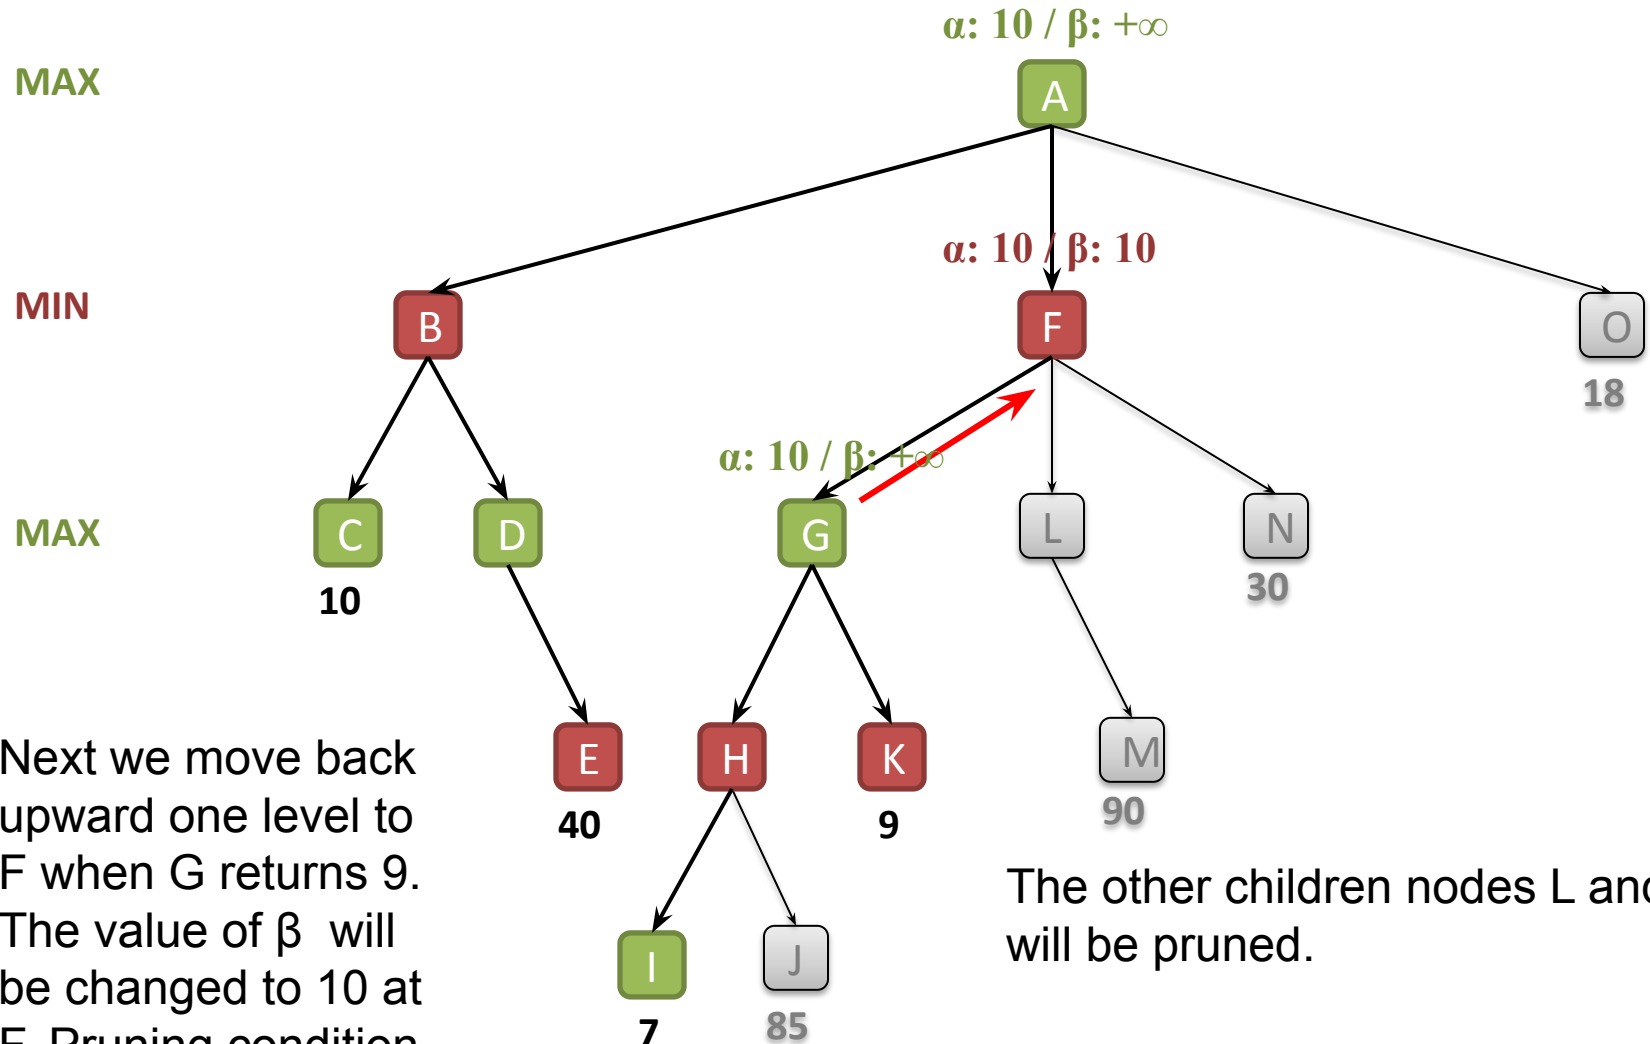 α: 10 / β: +∞
MAX
A
α: 10 / β: 10
MIN
B
F
O
18
α: 10 / β: +∞
MAX
C
D
G
L
N
10
30
Next we move back
upward one level to
F when G returns 9.
The value of β will
be changed to 10 at
F. Pruning condition
E
H
K
M
40
9
90
The other children nodes L and
will be pruned.
I
J
7
85